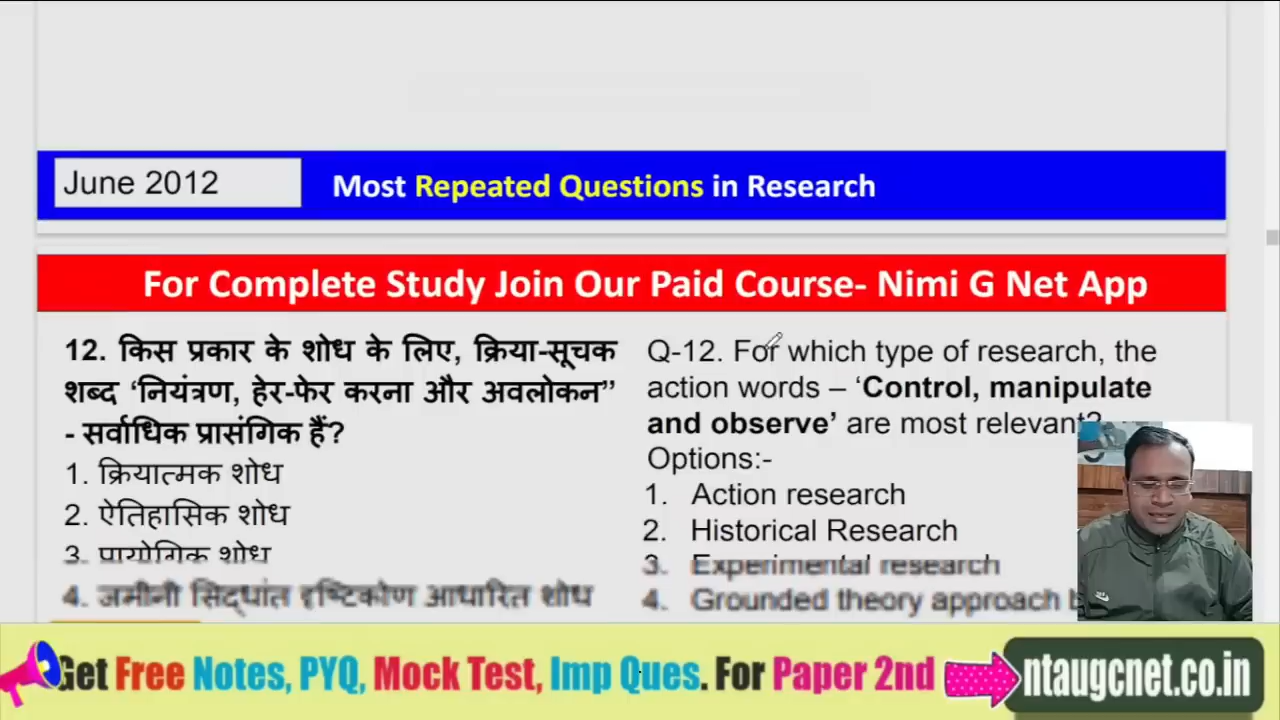 June 2012
Most Repeated Questions in Research
For Complete Study Join Our Paid Course- Nimi G Net App
12. किस प्रकार के शोध के लिए, क्रिया-सूचक
शब्द ‘नियंत्रण, हेर-फेर करना और अवलोकन’’
- सर्वाधिक प्रासंगिक हैं?
1. क्रियात्मक शोध
2. ऐतिहासिक शोध
3. प्रायोगिक शोध
4. जमीनी सिद्धांत दृष्टिकोण आधारित शोध
Q-12. For which type of research, the
action words – ‘Control, manipulate
and observe’ are most relevant?
Options:-
1. Action research
2. Historical Research
3. Experimental research
4. Grounded theory approach
Get Free Notes, PYQ, Mock Test, Imp Ques. For Paper 2nd
ntaugcnet.co.in